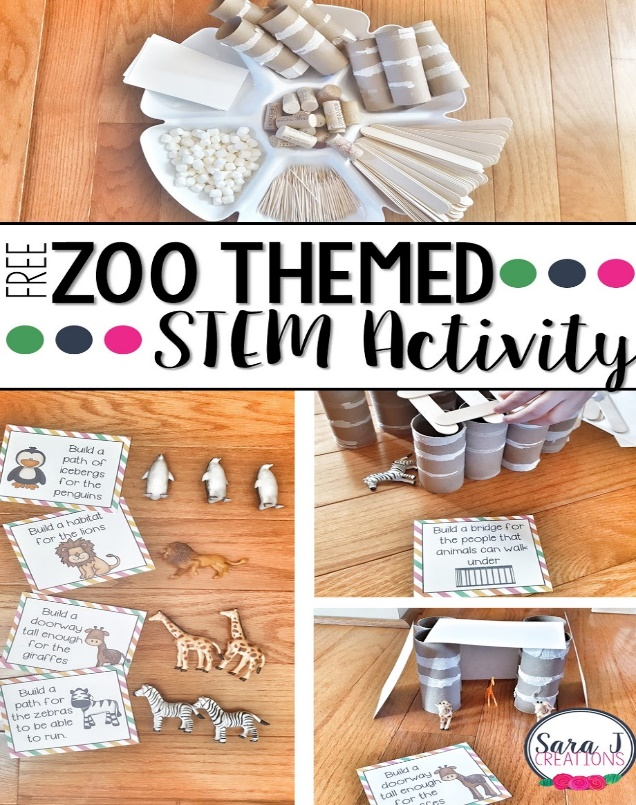 FREE ZOO THEMED
STEM Activity
Build a
path of
icebergs
for the
penguins
Build a habitat
for the lions
Build a
doorway
tall enough
for the
giraffes
Build a
path for
the zebras
to be able
to run.
Build a bridge for
the people that
animals can walk
under
Build a
doorway
tall enough
for the
giraffes
Sara J
CREATIONS